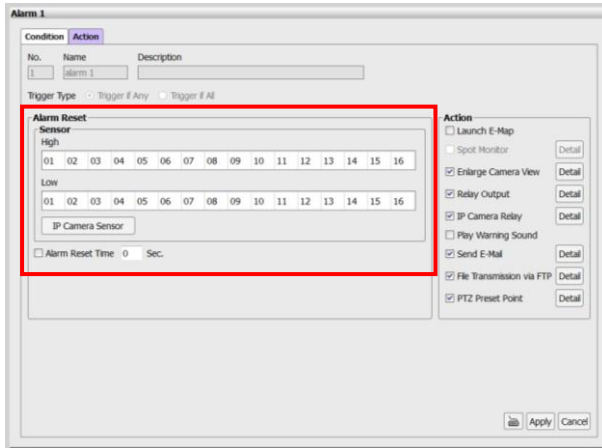 Alarm 1
Condition Action
No. Name Description
1 alarm 1
Trigger Type Trigger if Any Trigger if All
Alarm Reset
Sensor
High
01 02 03 04 05 06 07 08 09 10 11 12 13 14 15 16
Low
01 02 03 04 05 06 07 08 09 10 11 12 13 14 15 16
IP Camera Sensor
Alarm Reset Time 0 Sec.
Action
Launch E-Map
Spot Monitor Detail
Enlarge Camera View Detail
Relay Output Detail
IP Camera Relay Detail
Play Warning Sound
Send E-Mail Detail
File Transmission via FTP Detail
PTZ Preset Point Detail
Apply Cancel